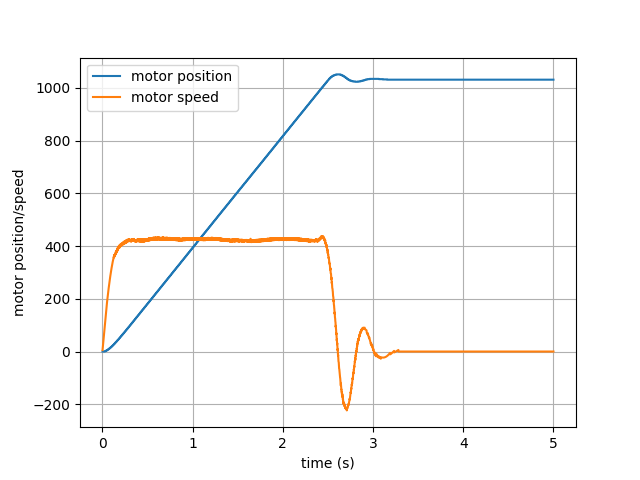 motor position
motor speed
motor position/speed
1000
800
600
400
200
0
−200
0 1 2 3 4 5
time (s)